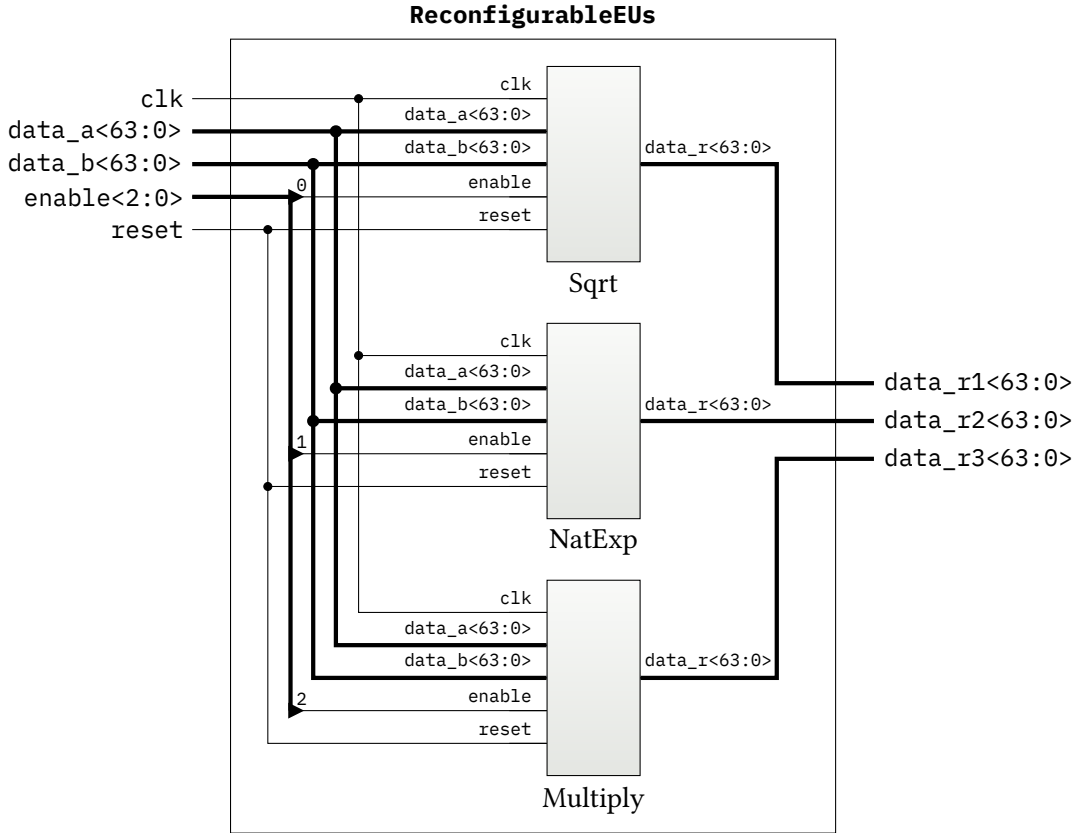 ReconfigurableEUs
clk
data_a<63:0>
data_b<63:0>
enable<2:0>
reset
0
clk
data_a<63:0>
data_b<63:0>
enable
reset
data_r<63:0>
Sqrt
1
clk
data_a<63:0>
data_b<63:0>
enable
reset
data_r<63:0>
NatExp
2
clk
data_a<63:0>
data_b<63:0>
enable
reset
data_r<63:0>
Multiply
data_r1<63:0>
data_r2<63:0>
data_r3<63:0>